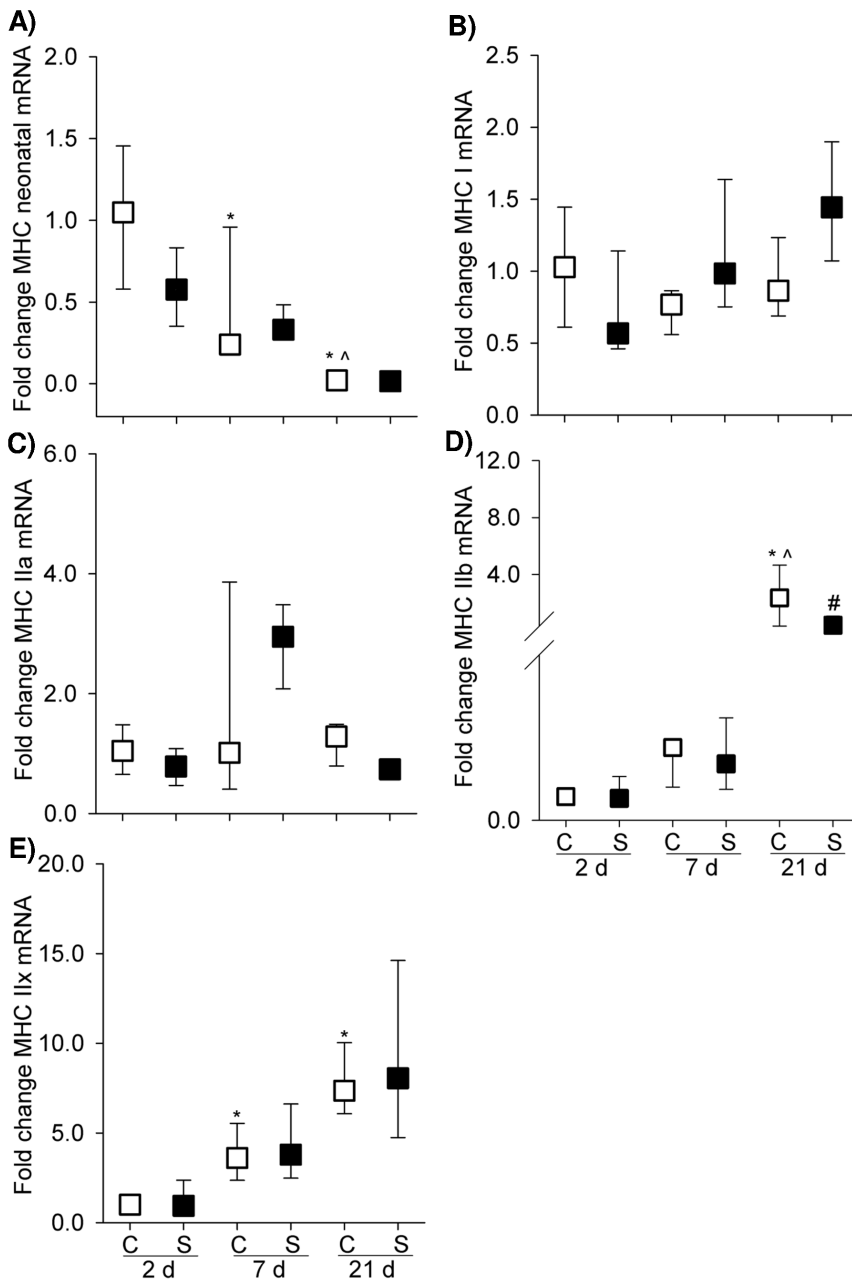 A)
Fold change MHC neonatal mRNA
2.0
1.5
1.0
0.5
0.0
*
* ^
B)
Fold change MHC I mRNA
2.5
2.0
1.5
1.0
0.5
0.0
C)
Fold change MHC IIa mRNA
6.0
4.0
2.0
0.0
D)
Fold change MHC IIb mRNA
12.0
8.0
4.0
0.0
* ^
#
C S C S C S
2 d 7 d 21 d
E)
Fold change MHC IIx mRNA
20.0
15.0
10.0
5.0
0.0
*
*
C S C S C S
2 d 7 d 21 d